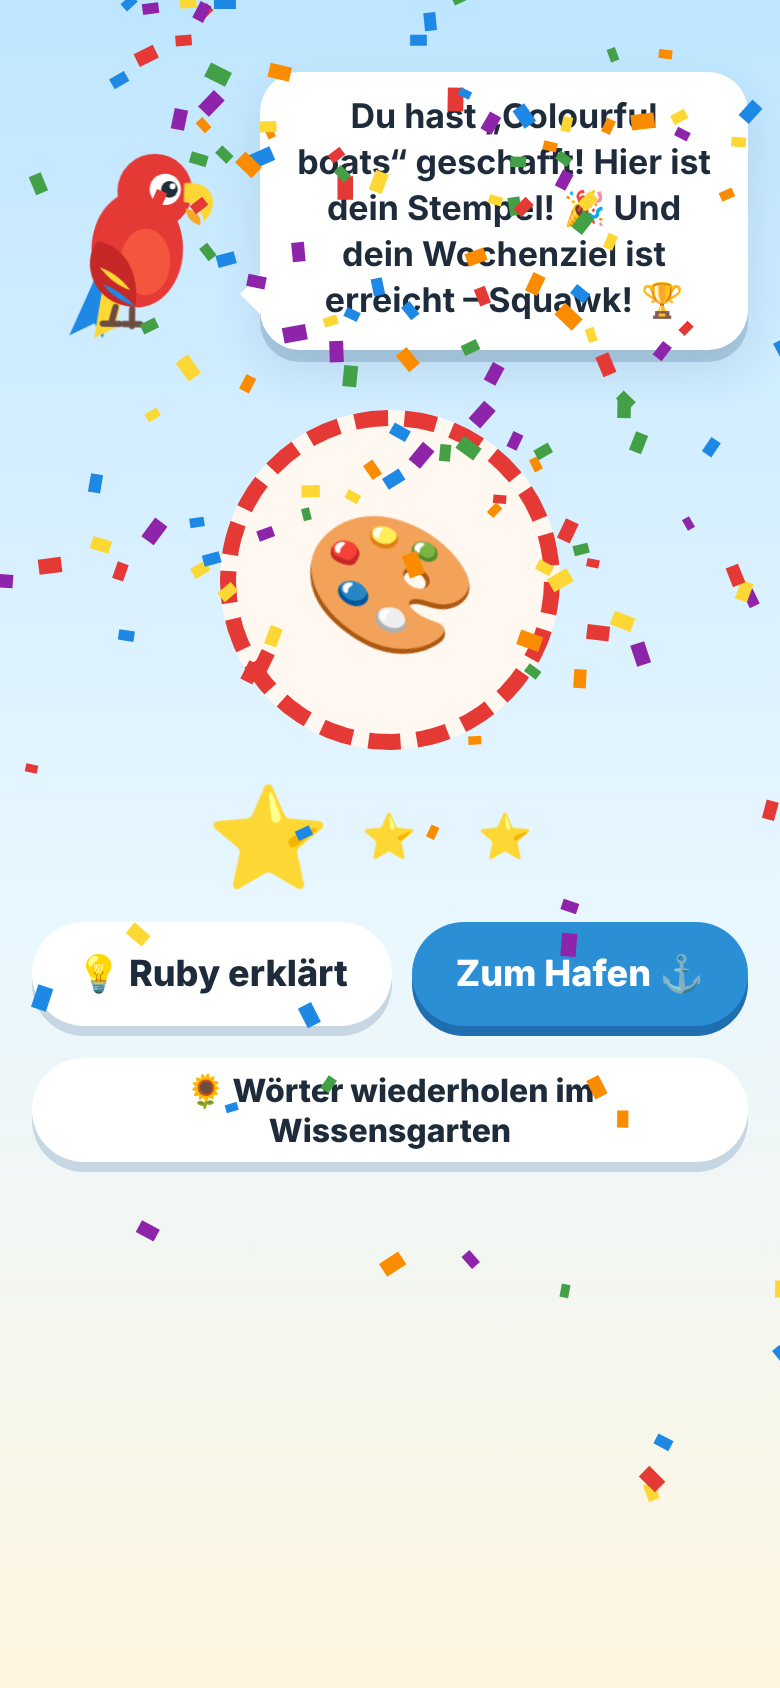 Du hast „Colourful
boats“ geschafft! Hier ist
dein Stempel! 🎉 Und
dein Wochenziel ist
erreicht – Squawk! 🏆
💡 Ruby erklärt
Zum Hafen ⚓
🌻 Wörter wiederholen im
Wissensgarten